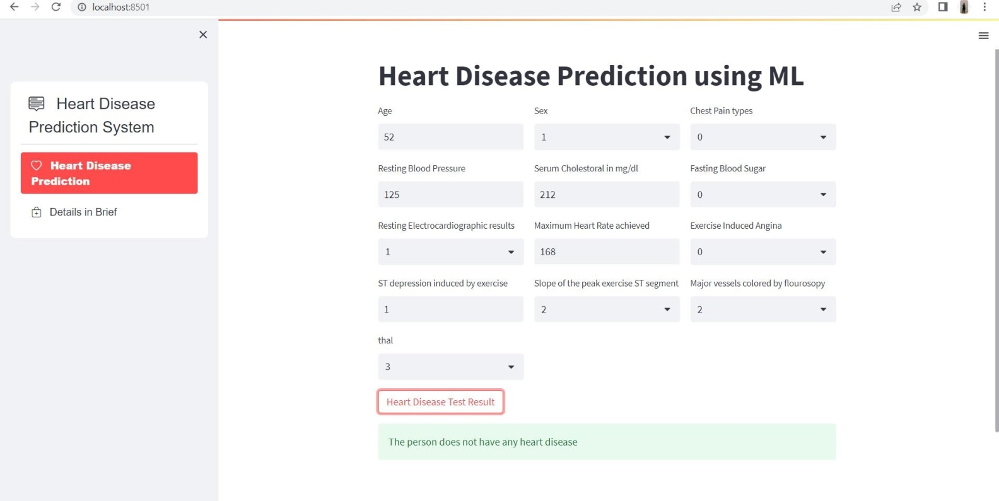 localhost:8501
Heart Disease
Prediction System
Heart Disease
Prediction
Details in Brief
Heart Disease Prediction using ML
Age
Sex
Chest Pain types
52
1
0
Resting Blood Pressure
Serum Cholestoral in mg/dl
Fasting Blood Sugar
125
212
0
Resting Electrocardiographic results
Maximum Heart Rate achieved
Exercise Induced Angina
1
168
0
ST depression induced by exercise
Slope of the peak exercise ST segment
Major vessels colored by flourosopy
1
2
2
thal
3
Heart Disease Test Result
The person does not have any heart disease